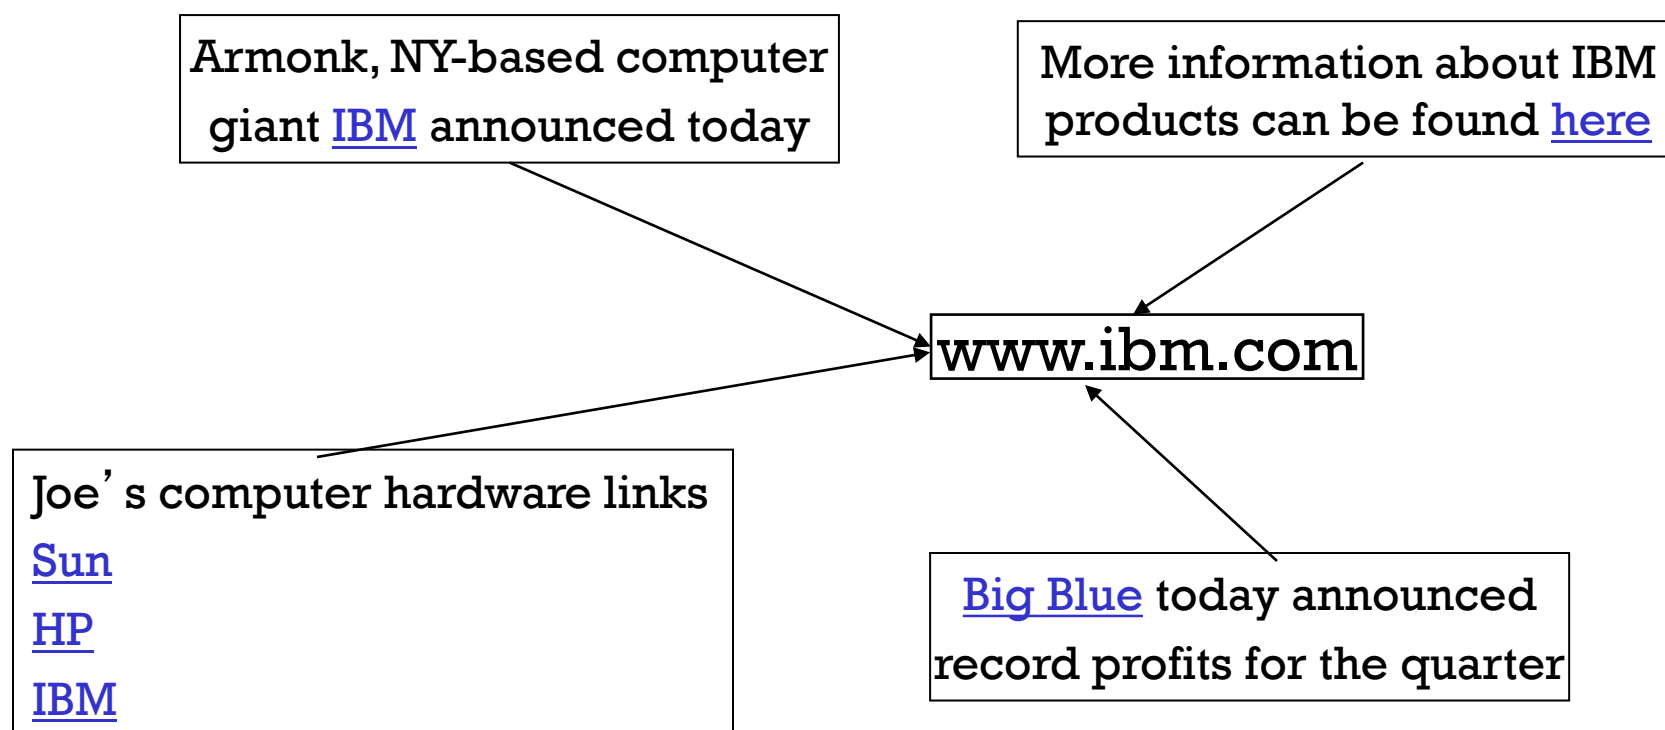 Armonk, NY-based computer
giant IBM announced today
More information about IBM
products can be found here
www.ibm.com
Joe’s computer hardware links
Sun
HP
IBM
Big Blue today announced
record profits for the quarter